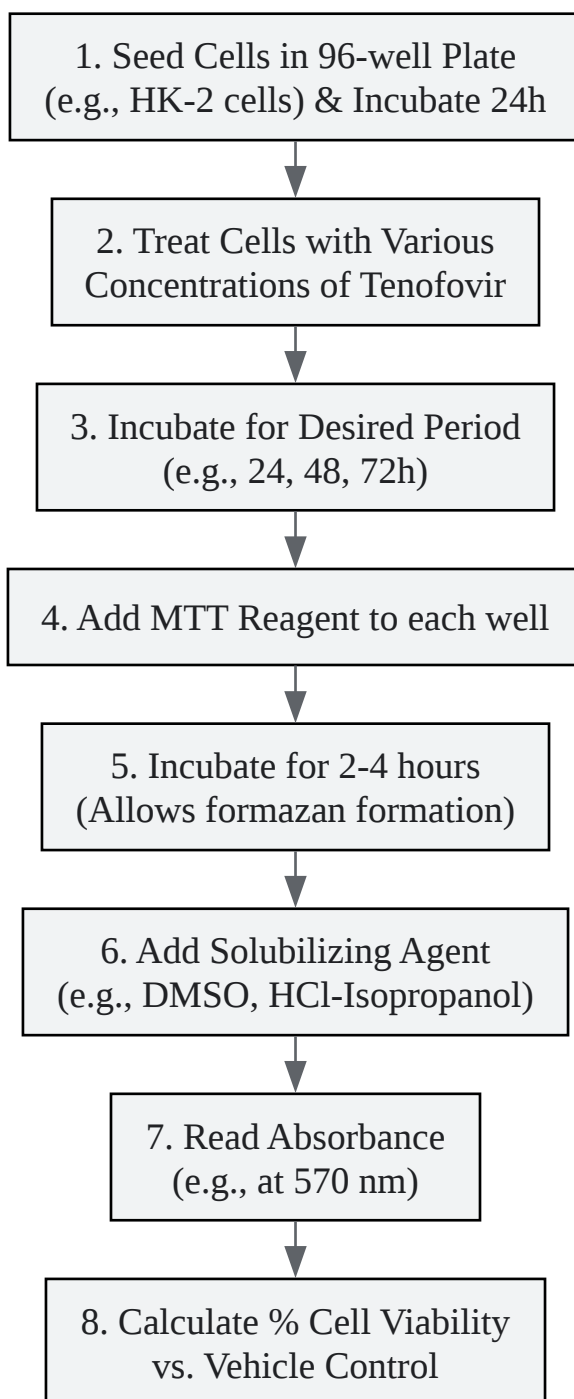 1. Seed Cells in 96-well Plate
(e.g., HK-2 cells) & Incubate 24h
2. Treat Cells with Various
Concentrations of Tenofovir
3. Incubate for Desired Period
(e.g., 24, 48, 72h)
4. Add MTT Reagent to each well
5. Incubate for 2-4 hours
(Allows formazan formation)
6. Add Solubilizing Agent
(e.g., DMSO, HCl-Isopropanol)
7. Read Absorbance
(e.g., at 570 nm)
8. Calculate % Cell Viability
vs. Vehicle Control